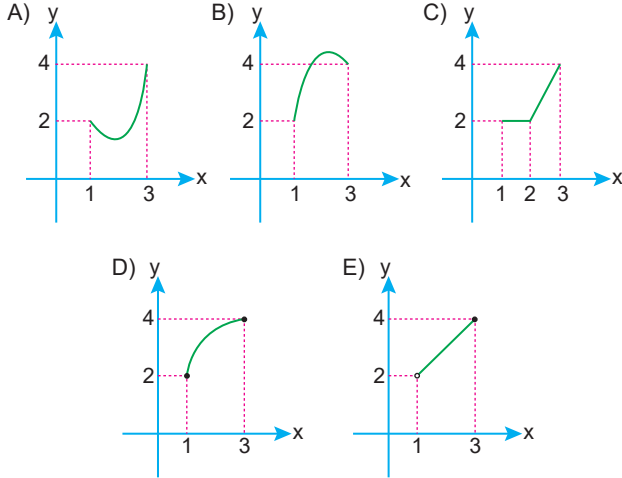 A) y 4 2 1 3 x
B) y 4 2 1 3 x
C) y 4 2 1 2 3 x
D) y 4 2 1 3 x
E) y 4 2 1 3 x